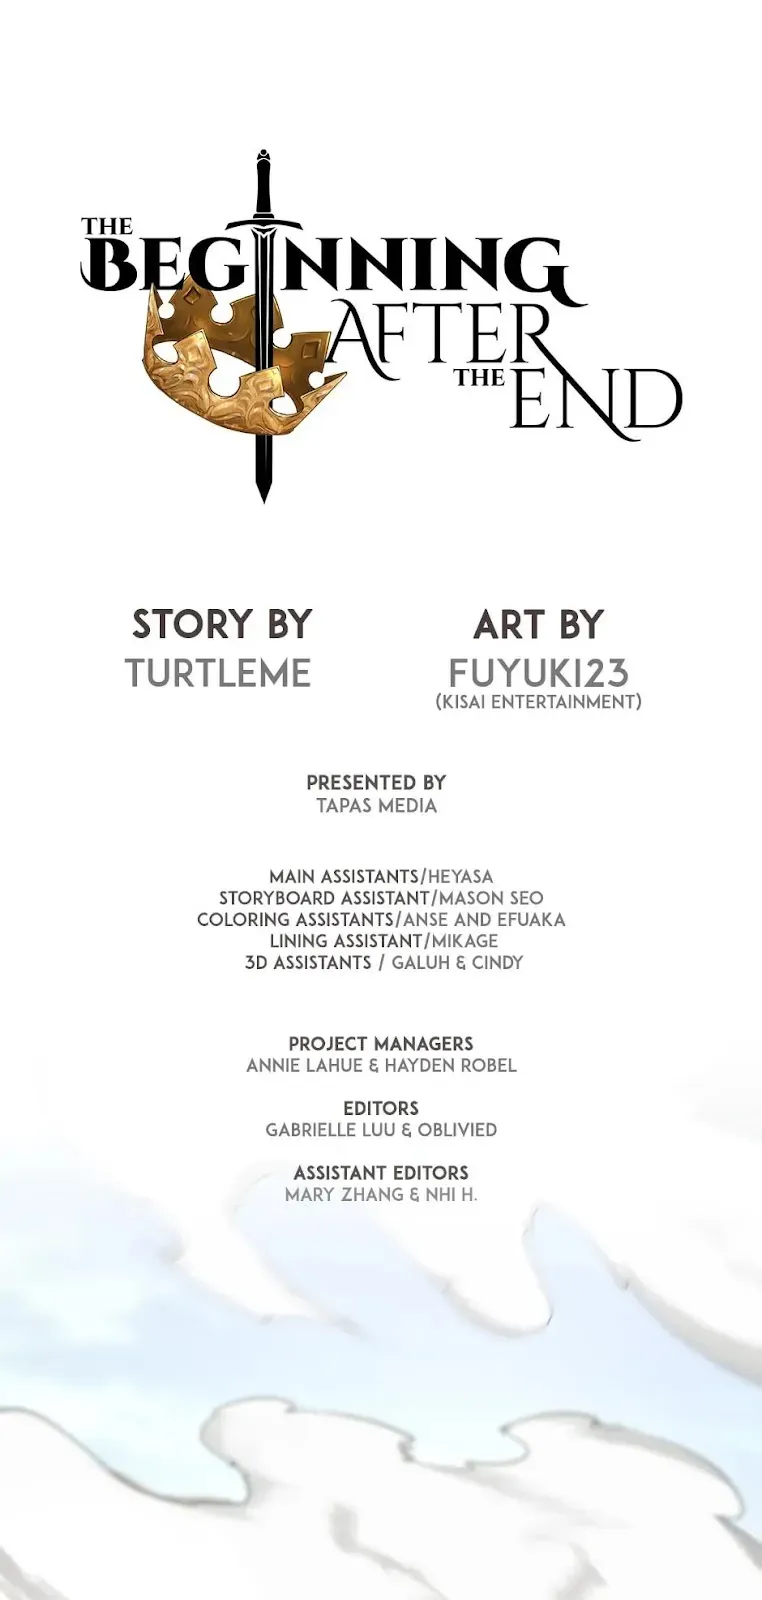 THE
BEGINNING
AFTER
THE END
STORY BY
TURTLEME
ART BY
FUYUKI23
(KISAI ENTERTAINMENT)
PRESENTED BY
TAPAS MEDIA
MAIN ASSISTANTS/HEYASA
STORYBOARD ASSISTANT/MASON SEO
COLORING ASSISTANTS/ANSE AND EFUAKA
LINING ASSISTANT/MIKAGE
3D ASSISTANTS / GALUH & CINDY
PROJECT MANAGERS
ANNIE LAHUE & HAYDEN ROBEL
EDITORS
GABRIELLE LUU & OBLIVIED
ASSISTANT EDITORS
MARY ZHANG & NHI H.